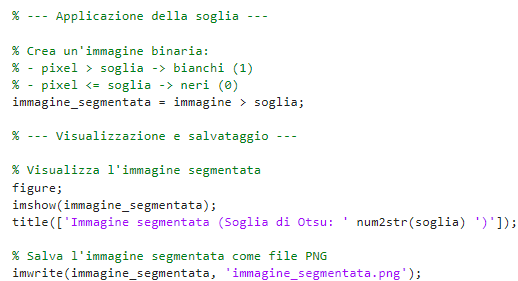 % --- Applicazione della soglia ---
% Crea un'immagine binaria:
% - pixel > soglia -> bianchi (1)
% - pixel <= soglia -> neri (0)
immagine_segmentata = immagine > soglia;
% --- Visualizzazione e salvataggio ---
% Visualizza l'immagine segmentata
figure;
imshow(immagine_segmentata);
title(['Immagine segmentata (Soglia di Otsu: ' num2str(soglia) ')']);
% Salva l'immagine segmentata come file PNG
imwrite(immagine_segmentata, 'immagine_segmentata.png');